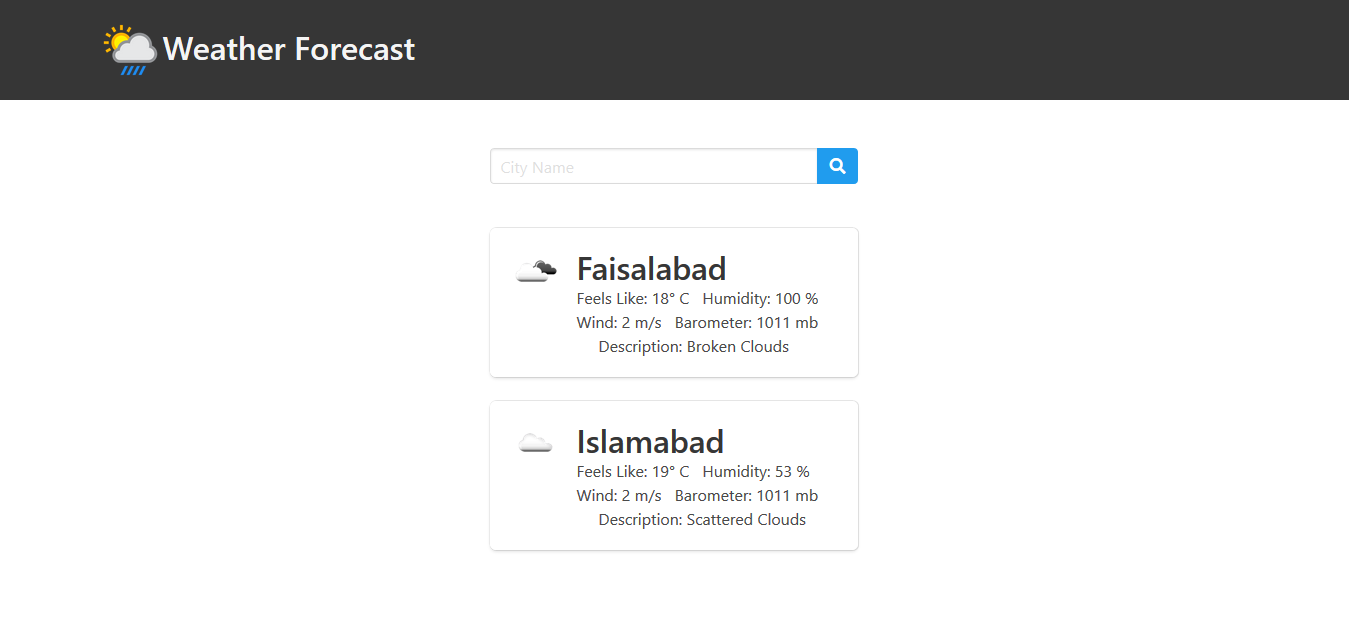 Weather Forecast
City Name
Faisalabad
Feels Like: 18° C Humidity: 100 %
Wind: 2 m/s Barometer: 1011 mb
Description: Broken Clouds
Islamabad
Feels Like: 19° C Humidity: 53 %
Wind: 2 m/s Barometer: 1011 mb
Description: Scattered Clouds